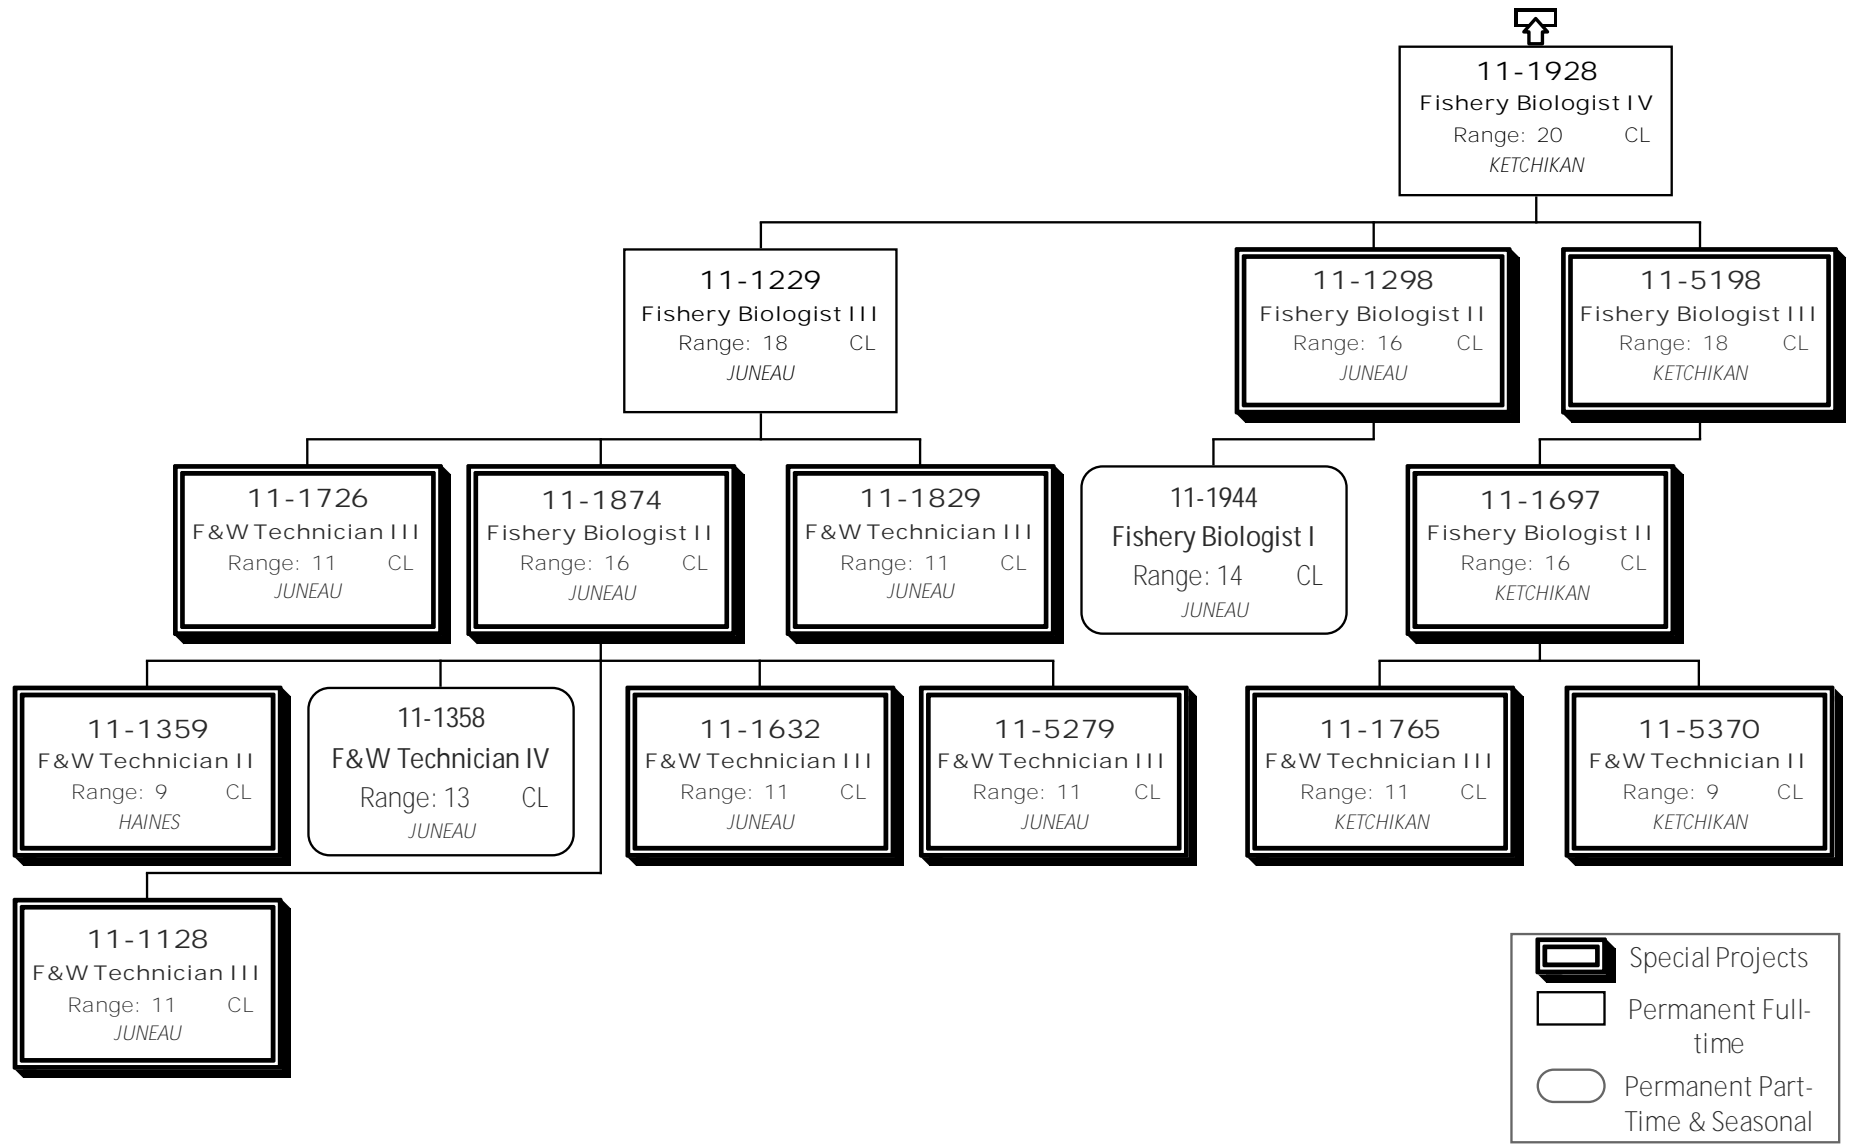 11-1928
Fishery Biologist IV
Range: 20 CL
KETCHIKAN
11-1229
Fishery Biologist III
Range: 18 CL
JUNEAU
11-1298
Fishery Biologist II
Range: 16 CL
JUNEAU
11-5198
Fishery Biologist III
Range: 18 CL
KETCHIKAN
11-1726
F&W Technician III
Range: 11 CL
JUNEAU
11-1874
Fishery Biologist II
Range: 16 CL
JUNEAU
11-1829
F&W Technician III
Range: 11 CL
JUNEAU
11-1944
Fishery Biologist I
Range: 14 CL
JUNEAU
11-1697
Fishery Biologist II
Range: 16 CL
KETCHIKAN
11-1359
F&W Technician II
Range: 9 CL
HAINES
11-1358
F&W Technician IV
Range: 13 CL
JUNEAU
11-1632
F&W Technician III
Range: 11 CL
JUNEAU
11-5279
F&W Technician III
Range: 11 CL
JUNEAU
11-1765
F&W Technician III
Range: 11 CL
KETCHIKAN
11-5370
F&W Technician II
Range: 9 CL
KETCHIKAN
11-1128
F&W Technician III
Range: 11 CL
JUNEAU
Special Projects
Permanent Full-
time
Permanent Part-
Time & Seasonal